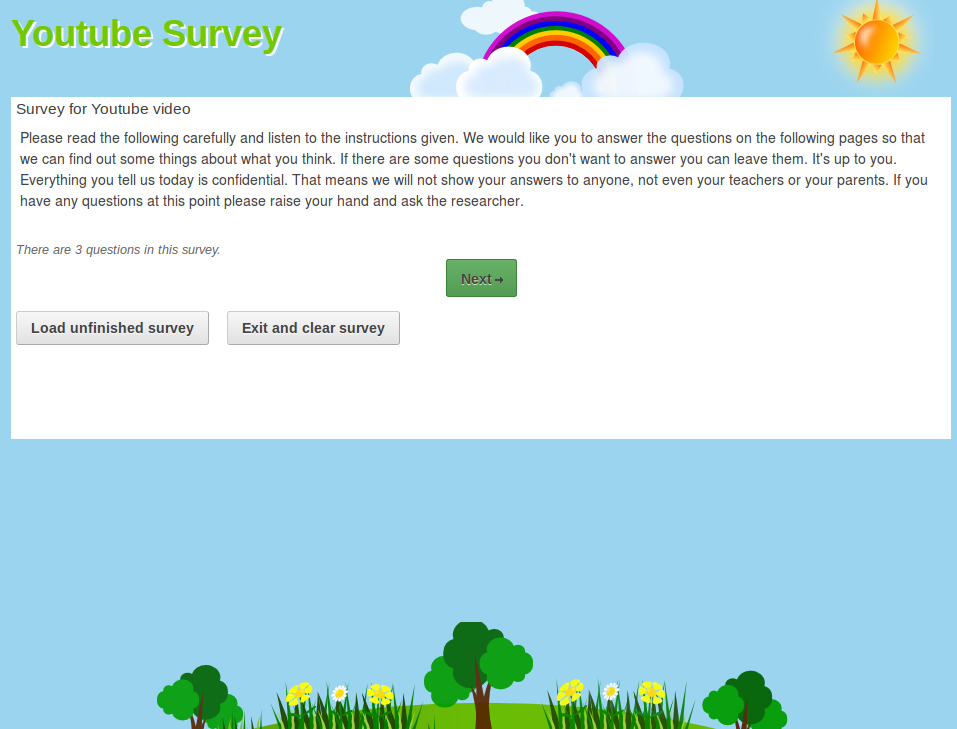 Youtube Survey
Survey for Youtube video
Please read the following carefully and listen to the instructions given. We would like you to answer the questions on the following pages so that
we can find out some things about what you think. If there are some questions you don't want to answer you can leave them. It's up to you.
Everything you tell us today is confidential. That means we will not show your answers to anyone, not even your teachers or your parents. If you
have any questions at this point please raise your hand and ask the researcher.
There are 3 questions in this survey.
Next →
Load unfinished survey Exit and clear survey